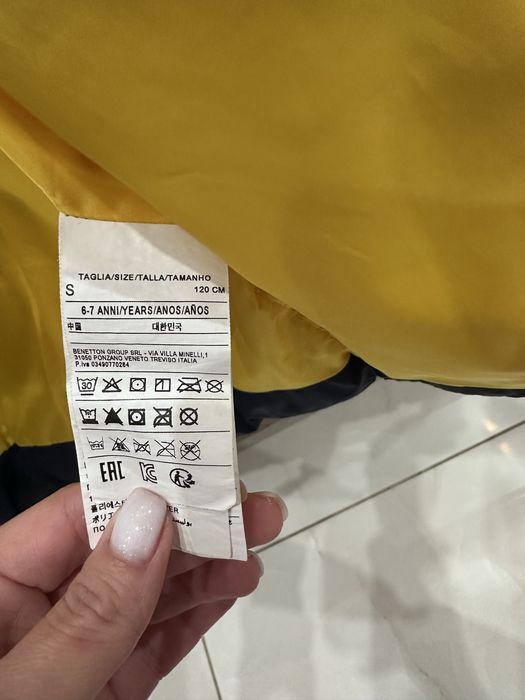 TAGLIA/SIZE/TALLA/TAMANHO
S 120 CM
6-7 ANNI/YEARS/ANOS/AÑOS
中国 대한민국
BENETTON GROUP SRL - VIA VILLA MINELLI,1
31050 PONZANO VENETO TREVISO ITALIA
P.iva 03490770264
30
EAC